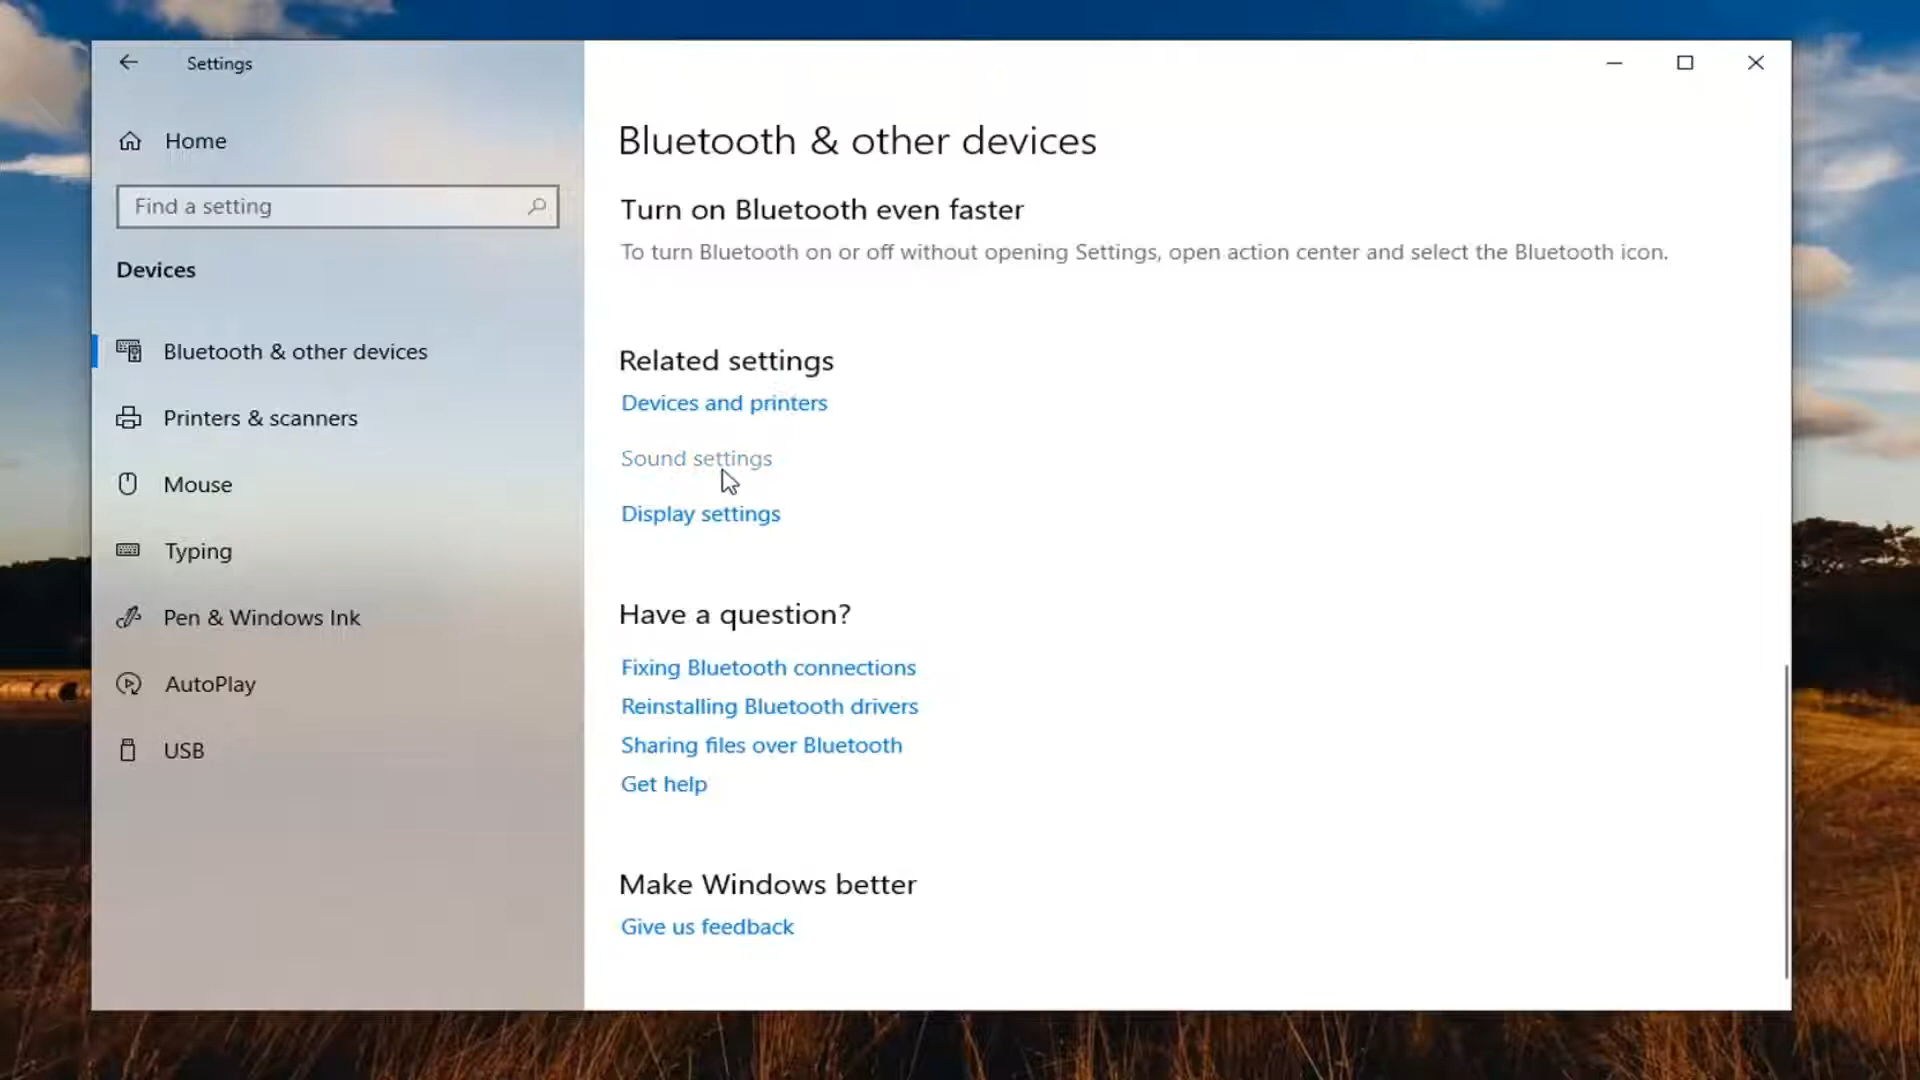 Settings
Home
Find a setting
Devices
Bluetooth & other devices
Printers & scanners
Mouse
Typing
Pen & Windows Ink
AutoPlay
USB
Bluetooth & other devices
Turn on Bluetooth even faster
To turn Bluetooth on or off without opening Settings, open action center and select the Bluetooth icon.
Related settings
Devices and printers
Sound settings
Display settings
Have a question?
Fixing Bluetooth connections
Reinstalling Bluetooth drivers
Sharing files over Bluetooth
Get help
Make Windows better
Give us feedback